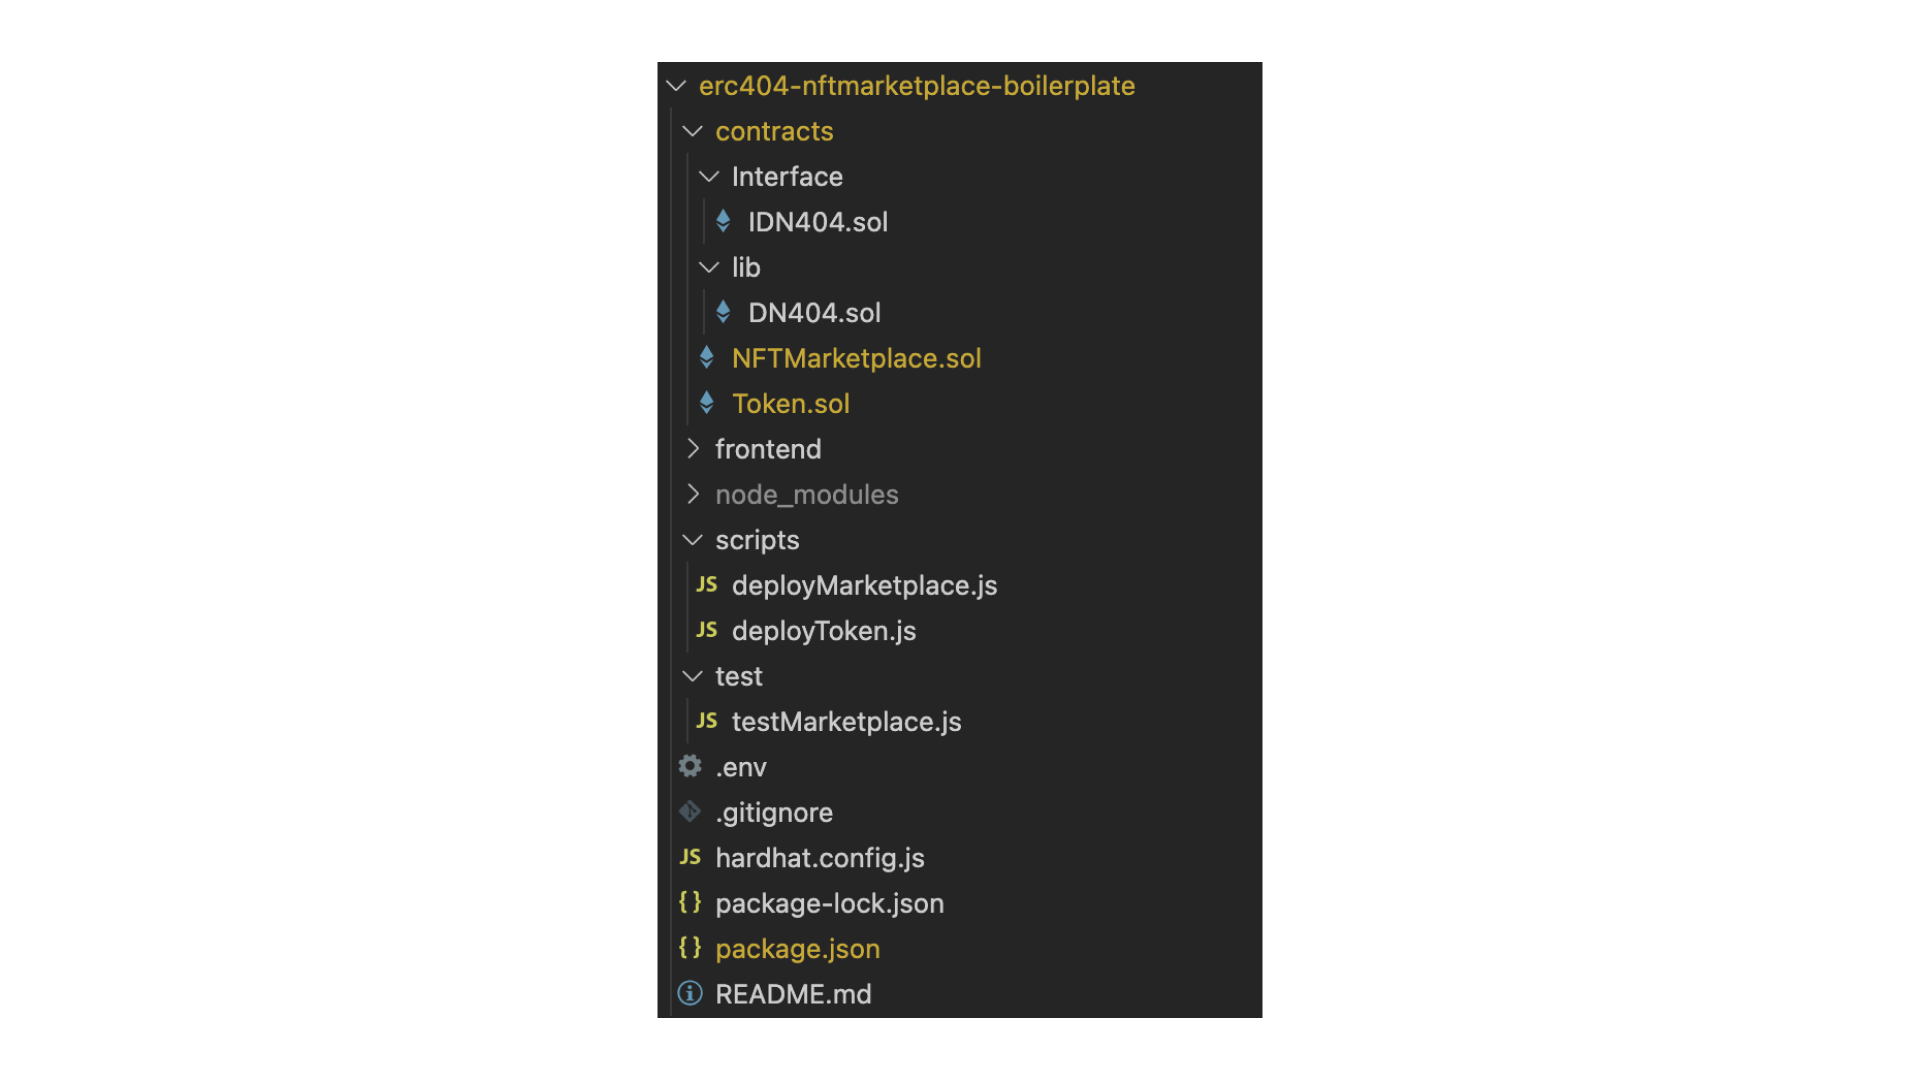 erc404-nftmarketplace-boilerplate
contracts
Interface
IDN404.sol
lib
DN404.sol
NFTMarketplace.sol
Token.sol
frontend
node_modules
scripts
JS deployMarketplace.js
JS deployToken.js
test
JS testMarketplace.js
.env
.gitignore
JS hardhat.config.js
{} package-lock.json
{} package.json
README.md